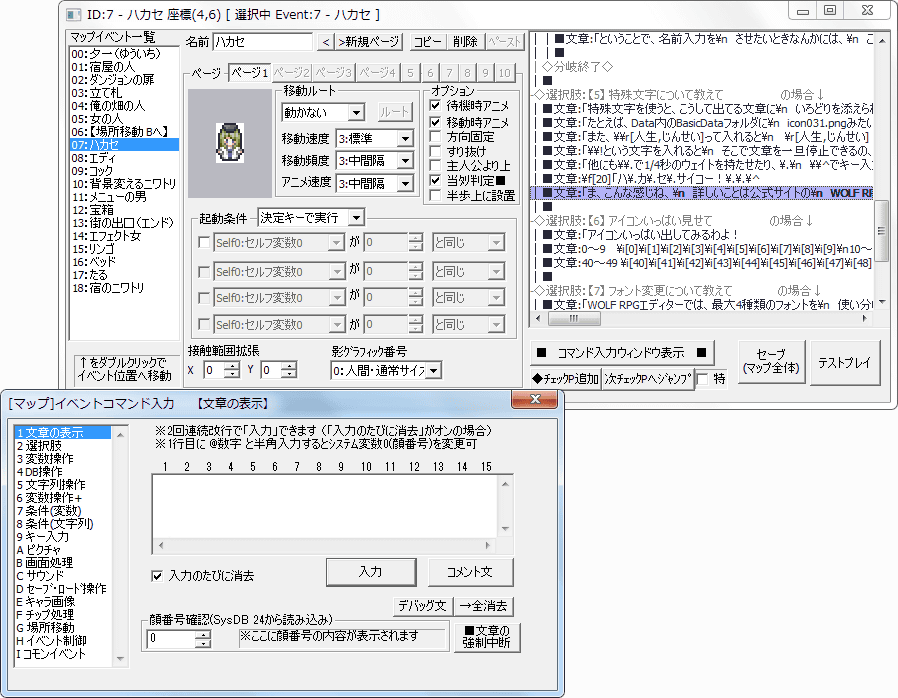 ID:7 - ハカセ 座標(4,6) [ 選択中 Event:7 - ハカセ ]
マップイベント一覧
00:夕一(ゆういち)
01:宿屋の人
02:ダンジョンの扉
03:立て札
04:俺の畑の人
05:女の人
06:【場所移動 Bへ】
07:ハカセ
08:エディ
09:コック
10:背景変えるニワトリ
11:メニューの男
12:宝箱
13:街の出口(エンド)
14:エフェクト女
15:リンゴ
16:ベッド
17:たる
18:宿のニワトリ
↑をダブルクリックで
イベント位置へ移動
名前 ハカセ < >新規ページ コピー 削除 ペースト
ページ ページ1 ページ2 ページ3 ページ4 5 6 7 8 9 10
移動ルート
動かない ルート
移動速度 3:標準
移動頻度 3:中間隔
アニメ速度 3:中間隔
オプション
待機時アニメ
移動時アニメ
方向固定
すり抜け
主人公より上
当たり判定■
半歩上に設置
起動条件 決定キーで実行
Self0:セルフ変数0 が 0 と同じ
Self0:セルフ変数0 が 0 と同じ
Self0:セルフ変数0 が 0 と同じ
Self0:セルフ変数0 が 0 と同じ
接触範囲拡張
X 0 Y 0
影グラフィック番号
0:人間・通常サイズ
| | ■文章:「ということで、名前入力を\n させたいときなんかには、\n こ
| | ■
| ◇分岐終了◇
| ■
-◇選択肢:【5】 特殊文字について教えて の場合↓
| ■文章:「特殊文字を使うと、こうして出てる文章に\n いろどりを添えられ
| ■文章:「たとえば、Data内のBasicDataフォルダに\n icon031.pngみた
| ■文章:「また、\\r[人生,じんせい]って入れると\n \r[人生,じんせい]
| ■文章:「\\!という文字を入れると\n そこで文章を一旦停止できるの、
| ■文章:「他にも\\.で1/4秒のウェイトを持たせたり、\.\n \\^でキー入
| ■文章:\f[20]「ハ\.カ\.セ\.サイコー！\.\.\^
| ■文章:「ま、こんな感じね、\n 詳しいことは公式サイトの\n WOLF RP
| ■
-◇選択肢:【6】 アイコンいっぱい見せて の場合↓
| ■文章:「アイコンいっぱい出してみるわよ！
| ■文章:0～9 \i[0]\i[1]\i[2]\i[3]\i[4]\i[5]\i[6]\i[7]\i[8]\i[9]\n10～
| ■文章:40～49 \i[40]\i[41]\i[42]\i[43]\i[44]\i[45]\i[46]\i[47]\i[48]
| ■
-◇選択肢:【7】 フォント変更について教えて の場合↓
| ■文章:「WOLF RPGエディターでは、最大4種類のフォントを\n 使い分
■ コマンド入力ウィンドウ表示 ■
◆チェックP追加 次チェックPへジャンプ 特
セーブ
(マップ全体)
テストプレイ
[マップ]イベントコマンド入力 【文章の表示】
1 文章の表示
2 選択肢
3 変数操作
4 DB操作
5 文字列操作
6 変数操作+
7 条件(変数)
8 条件(文字列)
9 キー入力
A ピクチャ
B 画面処理
C サウンド
D セーブ・ロード操作
E キャラ画像
F チップ処理
G 場所移動
H イベント制御
I コモンイベント
※2回連続改行で「入力」できます (「入力のたびに消去」がオンの場合)
※1行目に @数字 と半角入力するとシステム変数0(顔番号)を変更可
1 2 3 4 5 6 7 8 9 10 11 12 13 14 15
入力のたびに消去 入力 コメント文
デバッグ文 →全消去
顔番号確認(SysDB 24から読み込み)
0 ※ここに顔番号の内容が表示されます
■文章の
強制中断